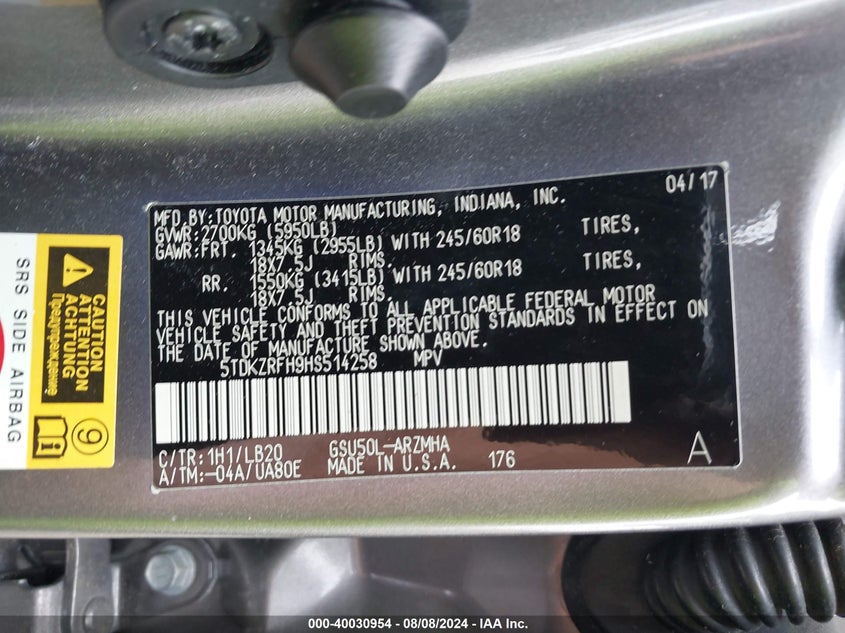 MFD.BY:TOYOTA MOTOR MANUFACTURING, INDIANA, INC. 04/17
GVWR:2700KG (5950LB)
GAWR:FRT. 1345KG (2955LB) WITH 245/60R18 TIRES,
18X7.5J RIMS.
RR. 1550KG (3415LB) WITH 245/60R18 TIRES,
18X7.5J RIMS.
THIS VEHICLE CONFORMS TO ALL APPLICABLE FEDERAL MOTOR
VEHICLE SAFETY AND THEFT PREVENTION STANDARDS IN EFFECT ON
THE DATE OF MANUFACTURE SHOWN ABOVE.
5TDKZRFH9HS514258 MPV
C/TR:1H1/LB20 GSU50L-ARZMHA
A/TM:-04A/UA80E MADE IN U.S.A. 176 A
CAUTION
ATTENTION
ACHTUNG
Предупреждение
9
SRS SIDE AIRBAG
000-40030954 - 08/08/2024 - IAA Inc.